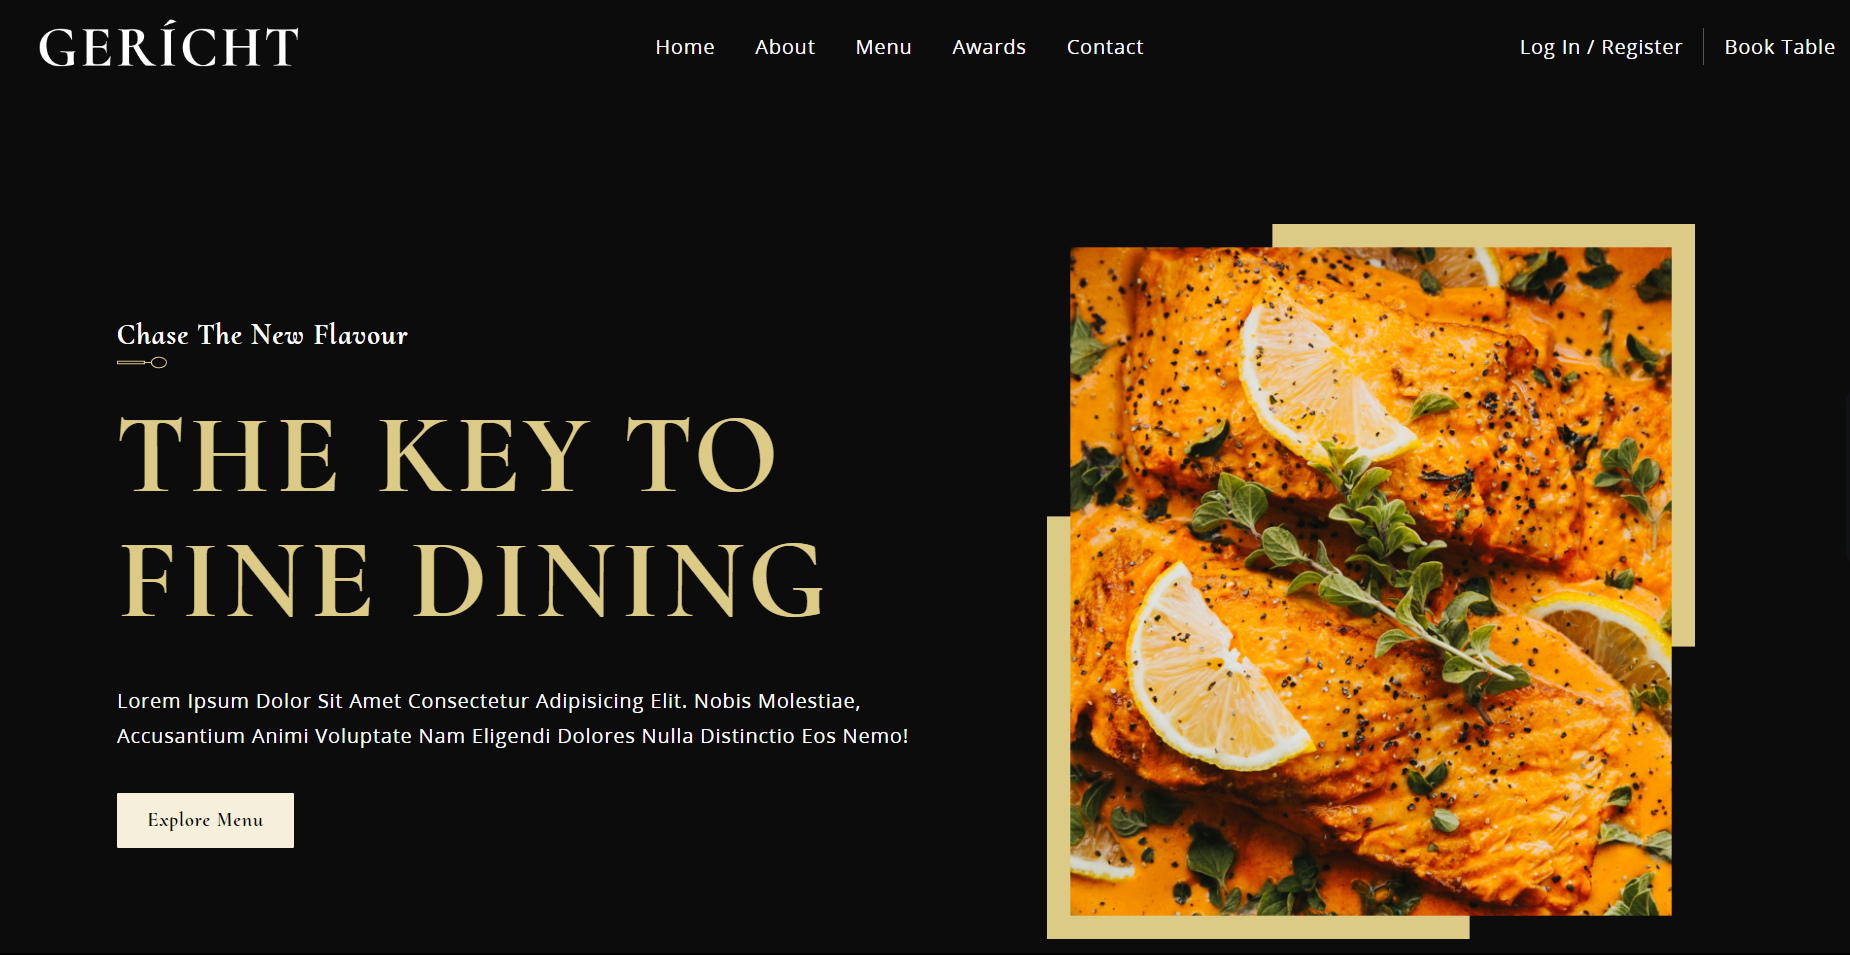 GERÍCHT
Home About Menu Awards Contact
Log In / Register Book Table
Chase The New Flavour
THE KEY TO
FINE DINING
Lorem Ipsum Dolor Sit Amet Consectetur Adipisicing Elit. Nobis Molestiae,
Accusantium Animi Voluptate Nam Eligendi Dolores Nulla Distinctio Eos Nemo!
Explore Menu